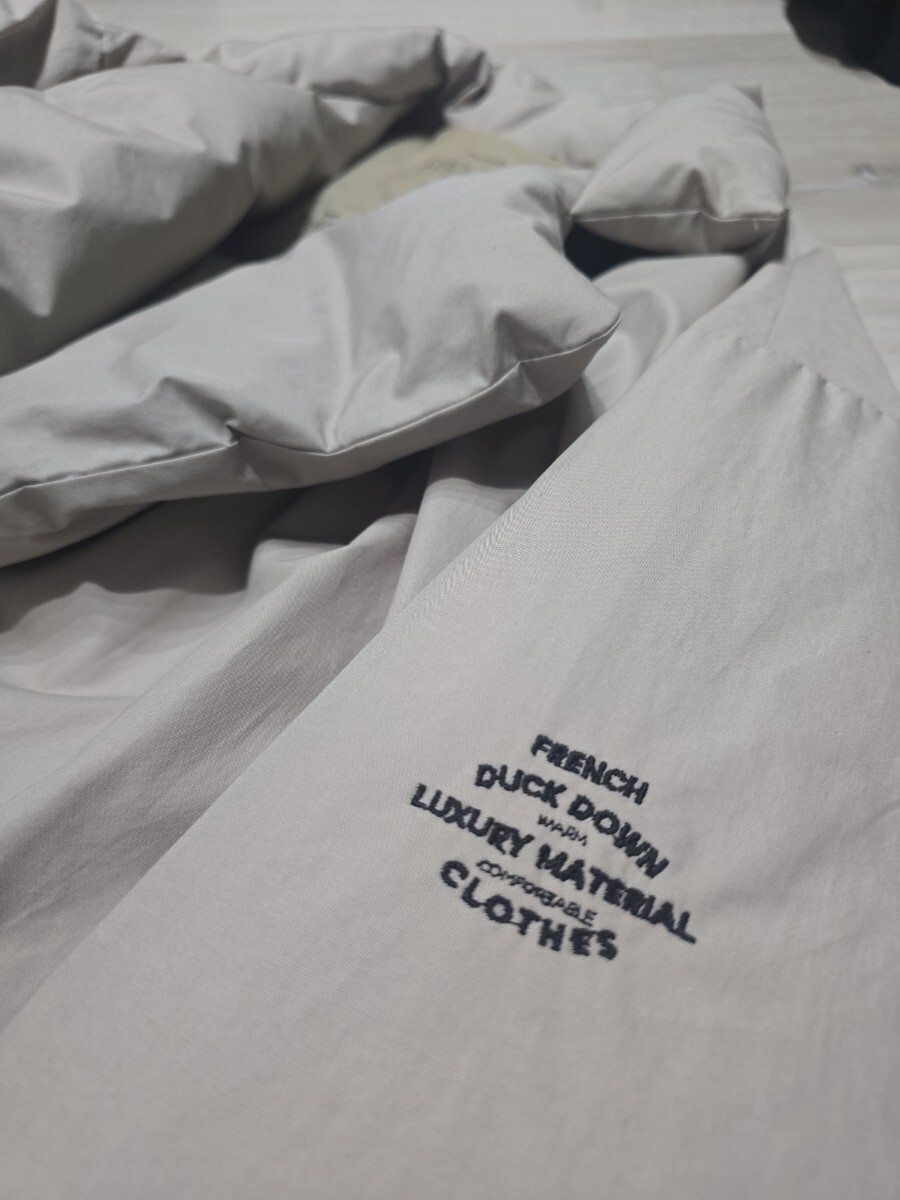 FRENCH
DUCK DOWN
WARM
LUXURY MATERIAL
COMFORTABLE
CLOTHES